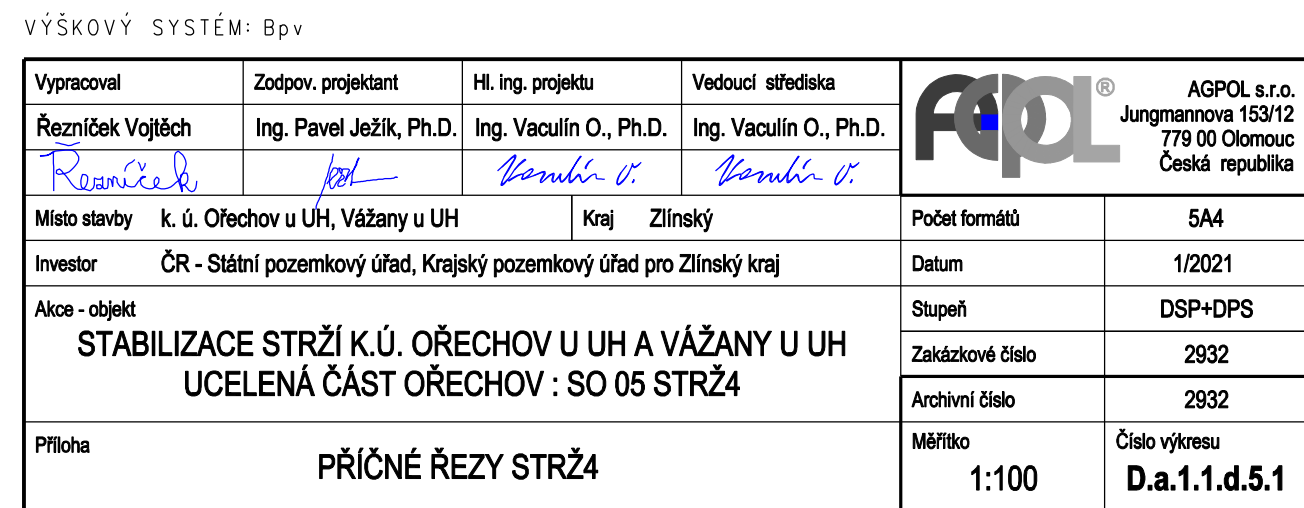 VÝŠKOVÝ SYSTÉM: Bpv
Vypracoval
Zodpov. projektant
Hl. ing. projektu
Vedoucí střediska
Řezníček Vojtěch
Ing. Pavel Ježík, Ph.D.
Ing. Vaculín O., Ph.D.
Ing. Vaculín O., Ph.D.
Řezníček
Vaculín O.
Vaculín O.
AGPOL®
AGPOL s.r.o.
Jungmannova 153/12
779 00 Olomouc
Česká republika
Místo stavby k. ú. Ořechov u UH, Vážany u UH
Kraj Zlínský
Počet formátů 5A4
Investor ČR - Státní pozemkový úřad, Krajský pozemkový úřad pro Zlínský kraj
Datum 1/2021
Akce - objekt
STABILIZACE STRŽÍ K.Ú. OŘECHOV U UH A VÁŽANY U UH
UCELENÁ ČÁST OŘECHOV : SO 05 STRŽ4
Stupeň DSP+DPS
Zakázkové číslo 2932
Archivní číslo 2932
Příloha
PŘÍČNÉ ŘEZY STRŽ4
Měřítko
1:100
Číslo výkresu
D.a.1.1.d.5.1